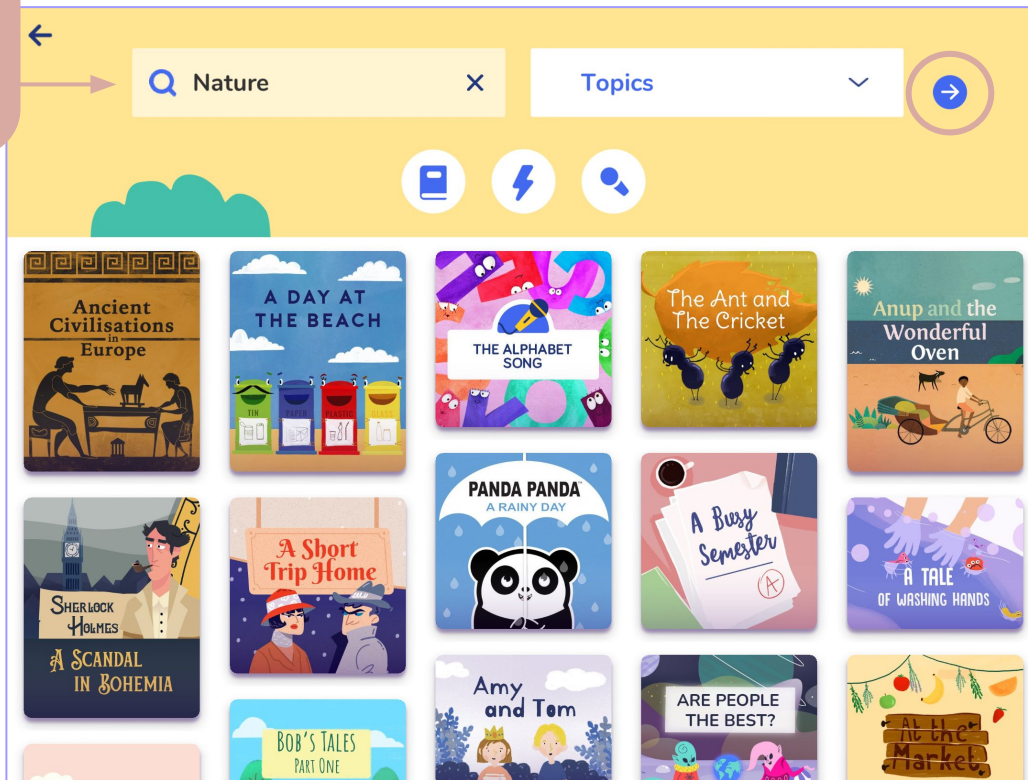 Nature
Topics
Ancient
Civilisations
in
Europe
A DAY AT
THE BEACH
TIN
PAPER
PLASTIC
GLASS
THE ALPHABET
SONG
The Ant and
The Cricket
Anup and the
Wonderful
Oven
SHERLOCK
HOLMES
A SCANDAL
IN BOHEMIA
A Short
Trip Home
PANDA PANDA™
A RAINY DAY
A Busy
Semester
A
A TALE
OF WASHING HANDS
BOB'S TALES
PART ONE
Amy
and Tom
ARE PEOPLE
THE BEST?
At the
Market